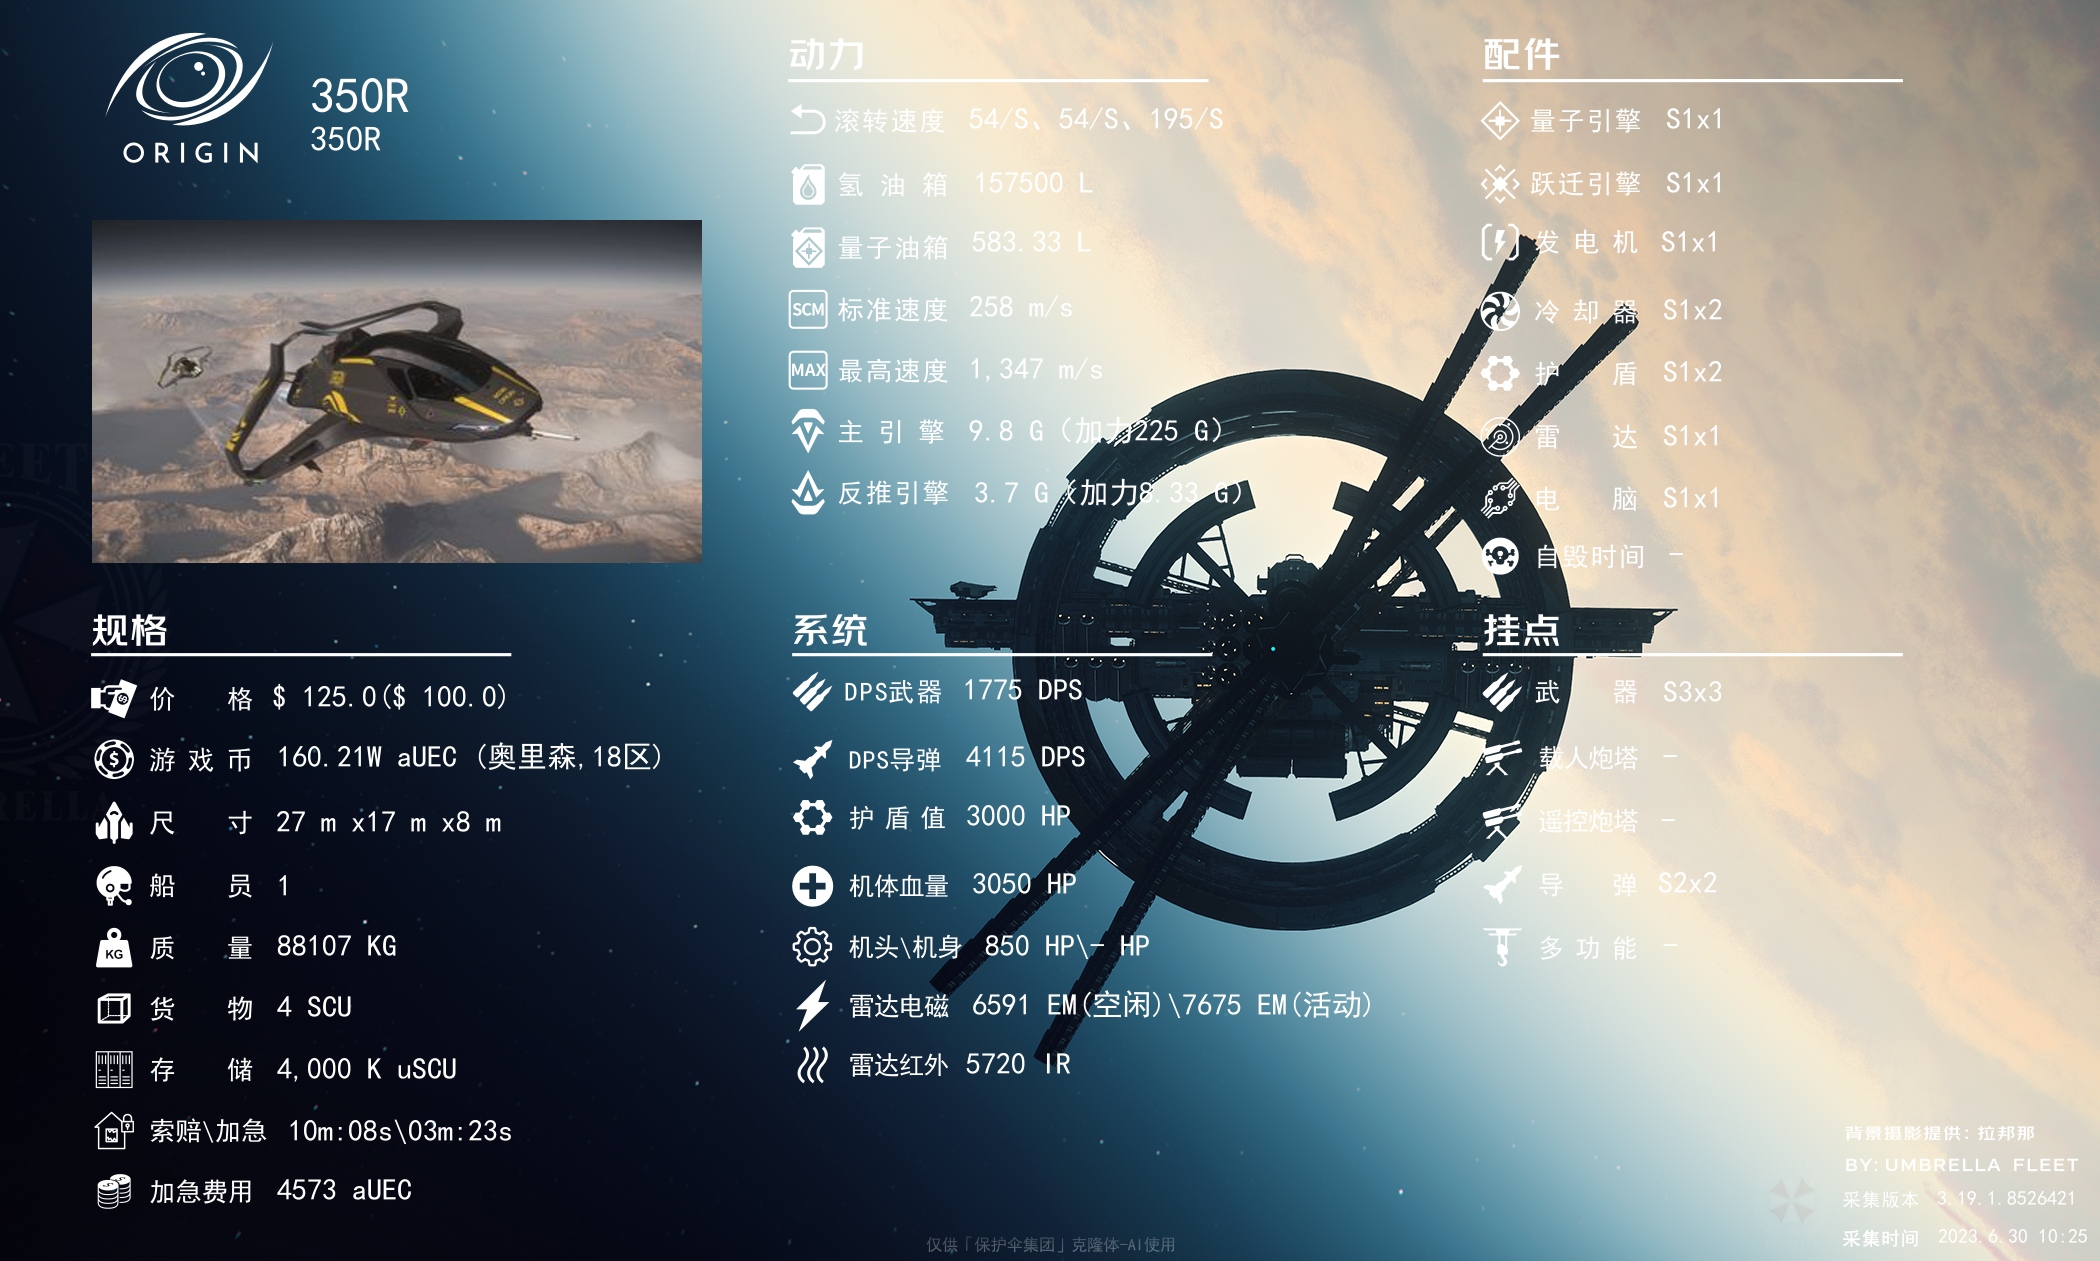 ORIGIN
350R
350R
规格
价格 $ 125.0($ 100.0)
游戏币 160.21W aUEC (奥里森,18区)
尺寸 27 m x17 m x8 m
船员 1
KG
质量 88107 KG
货物 4 SCU
存储 4,000 K uSCU
索赔\加急 10m:08s\03m:23s
加急费用 4573 aUEC
动力
滚转速度 54/S、54/S、195/S
氢油箱 157500 L
量子油箱 583.33 L
SCM 标准速度 258 m/s
MAX 最高速度 1,347 m/s
主引擎 9.8 G (加力225 G)
反推引擎 3.7 G (加力8.33 G)
系统
DPS武器 1775 DPS
DPS导弹 4115 DPS
护盾值 3000 HP
机体血量 3050 HP
机头\机身 850 HP\- HP
雷达电磁 6591 EM(空闲)\7675 EM(活动)
雷达红外 5720 IR
配件
量子引擎 S1x1
跃迁引擎 S1x1
发电机 S1x1
冷却器 S1x2
护盾 S1x2
雷达 S1x1
电脑 S1x1
自毁时间 -
挂点
武器 S3x3
载人炮塔 -
遥控炮塔 -
导弹 S2x2
多功能 -
背景摄影提供: 拉邦那
BY: UMBRELLA FLEET
采集版本 3.19.1.8526421
采集时间 2023.6.30 10:25
仅供「保护伞集团」克隆体-AI使用